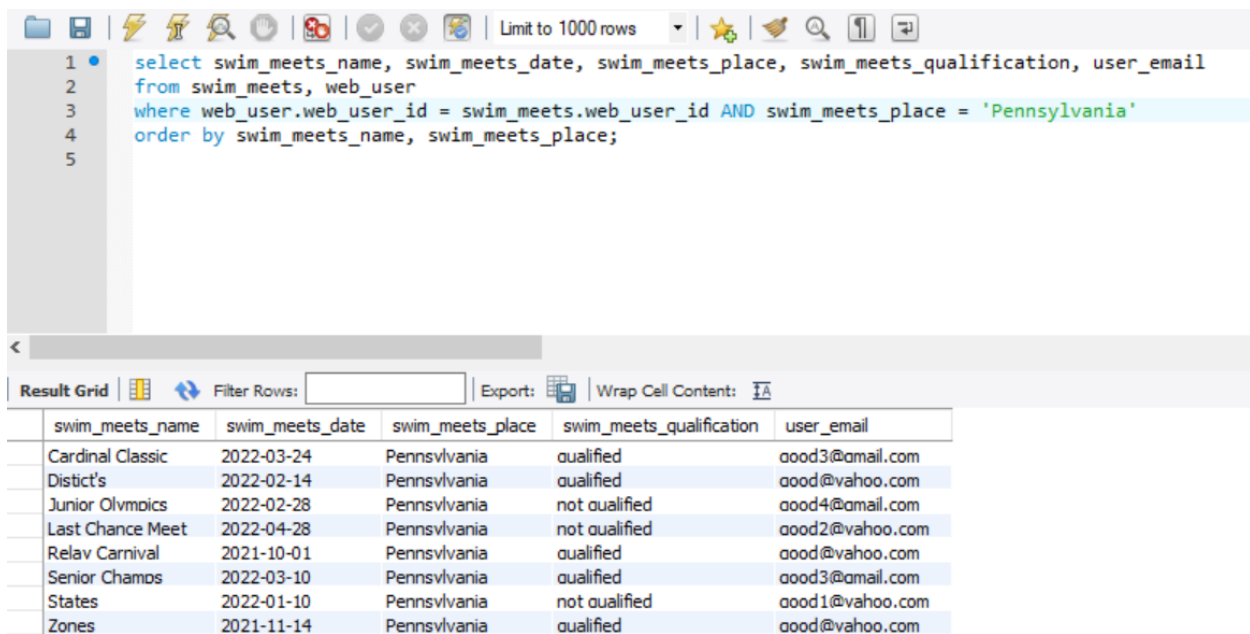 Limit to 1000 rows
1 select swim_meets_name, swim_meets_date, swim_meets_place, swim_meets_qualification, user_email
2 from swim_meets, web_user
3 where web_user.web_user_id = swim_meets.web_user_id AND swim_meets_place = 'Pennsylvania'
4 order by swim_meets_name, swim_meets_place;
5
Result Grid Filter Rows: Export: Wrap Cell Content: IA
swim_meets_name swim_meets_date swim_meets_place swim_meets_qualification user_email
Cardinal Classic 2022-03-24 Pennsylvania qualified good3@gmail.com
Distict's 2022-02-14 Pennsylvania qualified good@yahoo.com
Junior Olympics 2022-02-28 Pennsylvania not qualified good4@gmail.com
Last Chance Meet 2022-04-28 Pennsylvania not qualified good2@yahoo.com
Relay Carnival 2021-10-01 Pennsylvania qualified good@yahoo.com
Senior Champs 2022-03-10 Pennsylvania qualified good3@gmail.com
States 2022-01-10 Pennsylvania not qualified good1@yahoo.com
Zones 2021-11-14 Pennsylvania qualified good@yahoo.com